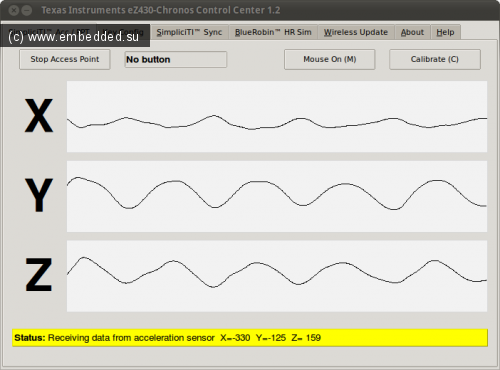 Texas Instruments eZ430-Chronos Control Center 1.2
(c) www.embedded.su
SimpliciTI™ Sync BlueRobin™ HR Sim Wireless Update About Help
Stop Access Point No button Mouse On (M) Calibrate (C)
X
Y
Z
Status: Receiving data from acceleration sensor X=-330 Y=-125 Z= 159